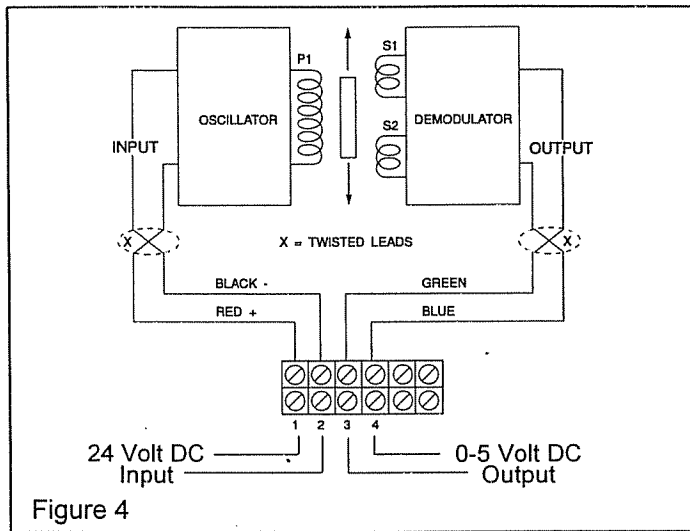 P1
S1
OSCILLATOR
S2
DEMODULATOR
INPUT
OUTPUT
X
X = TWISTED LEADS
X
BLACK -
GREEN
RED +
BLUE
1 2 3 4
24 Volt DC
Input
0-5 Volt DC
Output
Figure 4